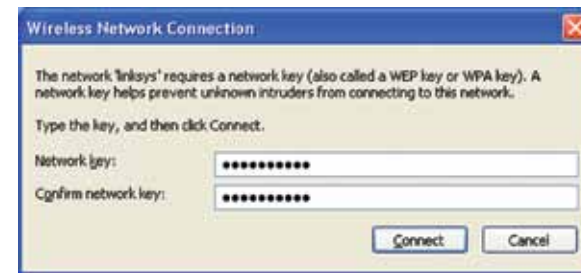 Wireless Network Connection
The network 'linksys' requires a network key (also called a WEP key or WPA key). A
network key helps prevent unknown intruders from connecting to this network.
Type the key, and then click Connect.
Network key: ••••••••••
Confirm network key: ••••••••••
Connect Cancel